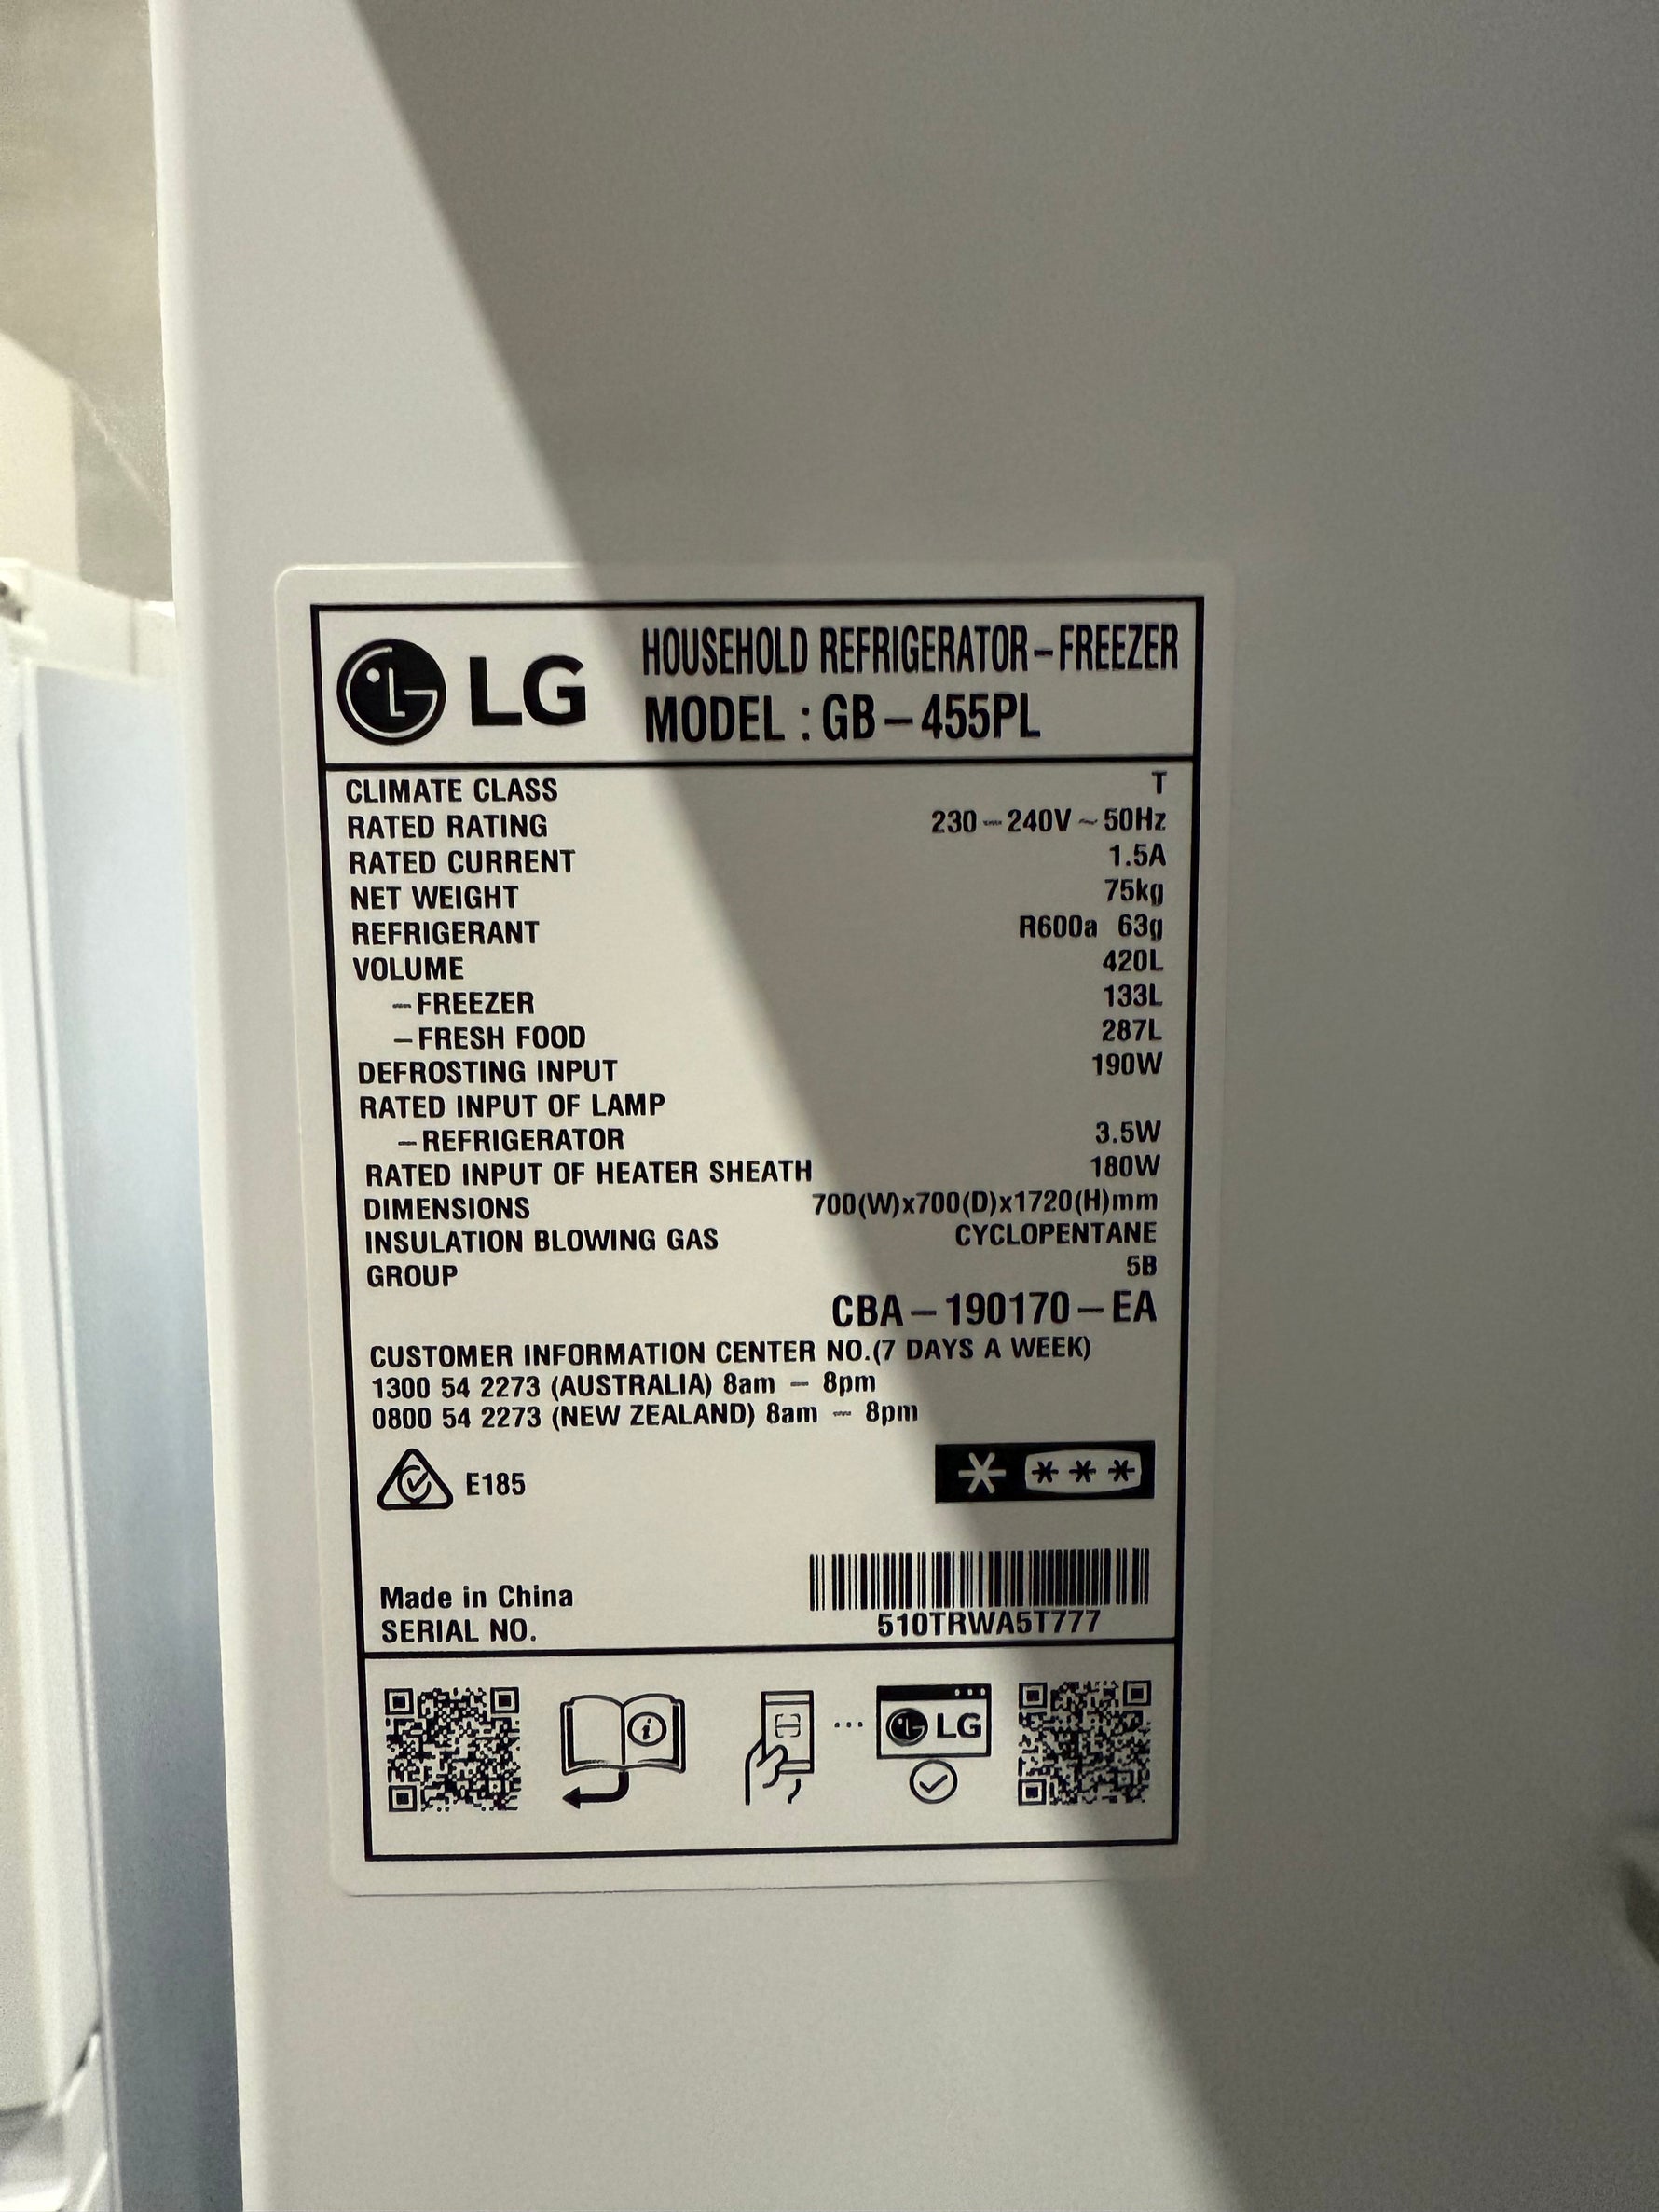 LG HOUSEHOLD REFRIGERATOR-FREEZER
MODEL : GB-455PL
CLIMATE CLASS T
RATED RATING 230-240V ~ 50Hz
RATED CURRENT 1.5A
NET WEIGHT 75kg
REFRIGERANT R600a 63g
VOLUME 420L
-FREEZER 133L
-FRESH FOOD 287L
DEFROSTING INPUT 190W
RATED INPUT OF LAMP
-REFRIGERATOR 3.5W
RATED INPUT OF HEATER SHEATH 180W
DIMENSIONS 700(W)x700(D)x1720(H)mm
INSULATION BLOWING GAS CYCLOPENTANE
GROUP 5B
CBA-190170-EA
CUSTOMER INFORMATION CENTER NO.(7 DAYS A WEEK)
1300 54 2273 (AUSTRALIA) 8am - 8pm
0800 54 2273 (NEW ZEALAND) 8am - 8pm
E185
Made in China
SERIAL NO. 510TRWA5T777
i
LG